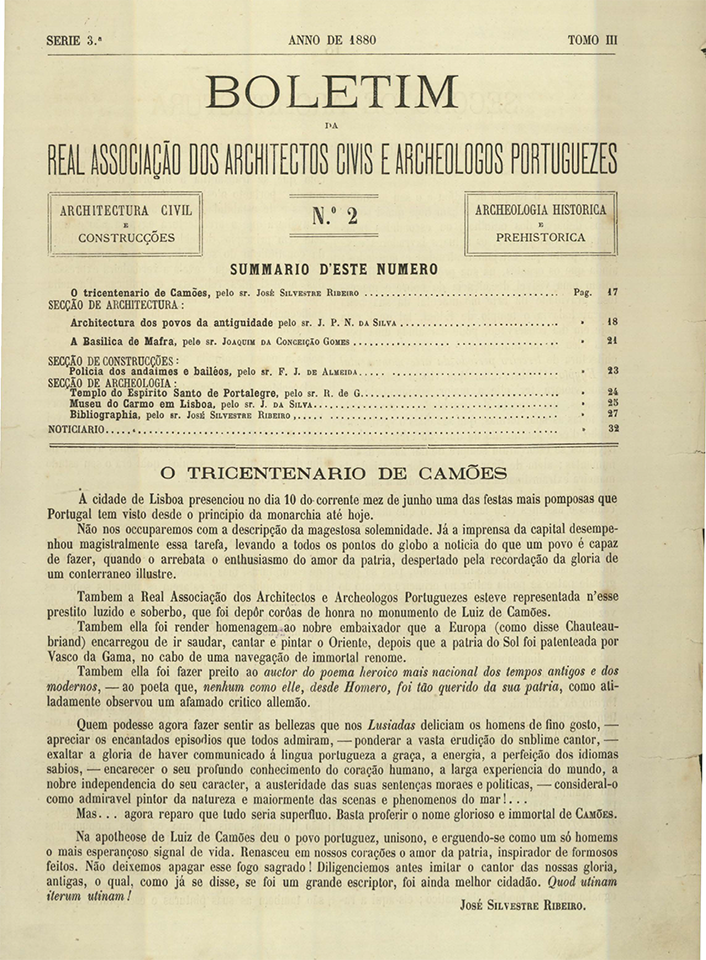 SERIE 3.ª ANNO DE 1880 TOMO III
BOLETIM
DA
REAL ASSOCIAÇÃO DOS ARCHITECTOS CIVIS E ARCHEOLOGOS PORTUGUEZES
ARCHITECTURA CIVIL
E
CONSTRUCÇÕES
N.º 2
ARCHEOLOGIA HISTORICA
E
PREHISTORICA
SUMMARIO D'ESTE NUMERO
O tricentenario de Camões, pelo sr. José Silvestre Ribeiro ........ Pag. 17
SECÇÃO DE ARCHITECTURA:
Architectura dos povos da antiguidade pelo sr. J. P. N. da Silva ........ » 18
A Basilica de Mafra, pelo sr. Joaquim da Conceição Gomes ........ » 21
SECÇÃO DE CONSTRUCÇÕES:
Policia dos andaimes e bailéos, pelo sr. F. J. de Almeida ........ » 23
SECÇÃO DE ARCHEOLOGIA:
Templo do Espirito Santo de Portalegre, pelo sr. R. de G. ........ » 24
Museu do Carmo em Lisboa, pelo sr. J. da Silva ........ » 25
Bibliographia, pelo sr. José Silvestre Ribeiro ........ » 27
NOTICIARIO ........ » 32
O TRICENTENARIO DE CAMÕES
A cidade de Lisboa presenciou no dia 10 do corrente mez de junho uma das festas mais pomposas que
Portugal tem visto desde o principio da monarchia até hoje.
Não nos occuparemos com a descripção da magestosa solemnidade. Já a imprensa da capital desempe-
nhou magistralmente essa tarefa, levando a todos os pontos do globo a noticia do que um povo é capaz
de fazer, quando o arrebata o enthusiasmo do amor da patria, despertado pela recordação da gloria de
um conterraneo illustre.
Tambem a Real Associação dos Architectos e Archeologos Portuguezes esteve representada n'esse
prestito luzido e soberbo, que foi depôr corôas de honra no monumento de Luiz de Camões.
Tambem ella foi render homenagem ao nobre embaixador que a Europa (como disse Chauteau-
briand) encarregou de ir saudar, cantar e pintar o Oriente, depois que a patria do Sol foi patenteada por
Vasco da Gama, no cabo de uma navegação de immortal renome.
Tambem ella foi fazer preito ao auctor do poema heroico mais nacional dos tempos antigos e dos
modernos, — ao poeta que, nenhum como elle, desde Homero, foi tão querido da sua patria, como ati-
ladamente observou um afamado critico allemão.
Quem podesse agora fazer sentir as bellezas que nos Lusiadas deliciam os homens de fino gosto, —
apreciar os encantados episodios que todos admiram, — ponderar a vasta erudição do snblime cantor, —
exaltar a gloria de haver communicado á lingua portugueza a graça, a energia, a perfeição dos idiomas
sabios, — encarecer o seu profundo conhecimento do coração humano, a larga experiencia do mundo, a
nobre independencia do seu caracter, a austeridade das suas sentenças moraes e politicas, — consideral-o
como admiravel pintor da natureza e maiormente das scenas e phenomenos do mar!...
Mas... agora reparo que tudo seria superfluo. Basta proferir o nome glorioso e immortal de Camões.
Na apotheose de Luiz de Camões deu o povo portuguez, unisono, e erguendo-se como um só homems
o mais esperançoso signal de vida. Renasceu em nossos corações o amor da patria, inspirador de formosos
feitos. Não deixemos apagar esse fogo sagrado! Diligenciemos antes imitar o cantor das nossas gloria,
antigas, o qual, como já se disse, se foi um grande escriptor, foi ainda melhor cidadão. Quod utinam
iterum utinam!
José Silvestre Ribeiro.